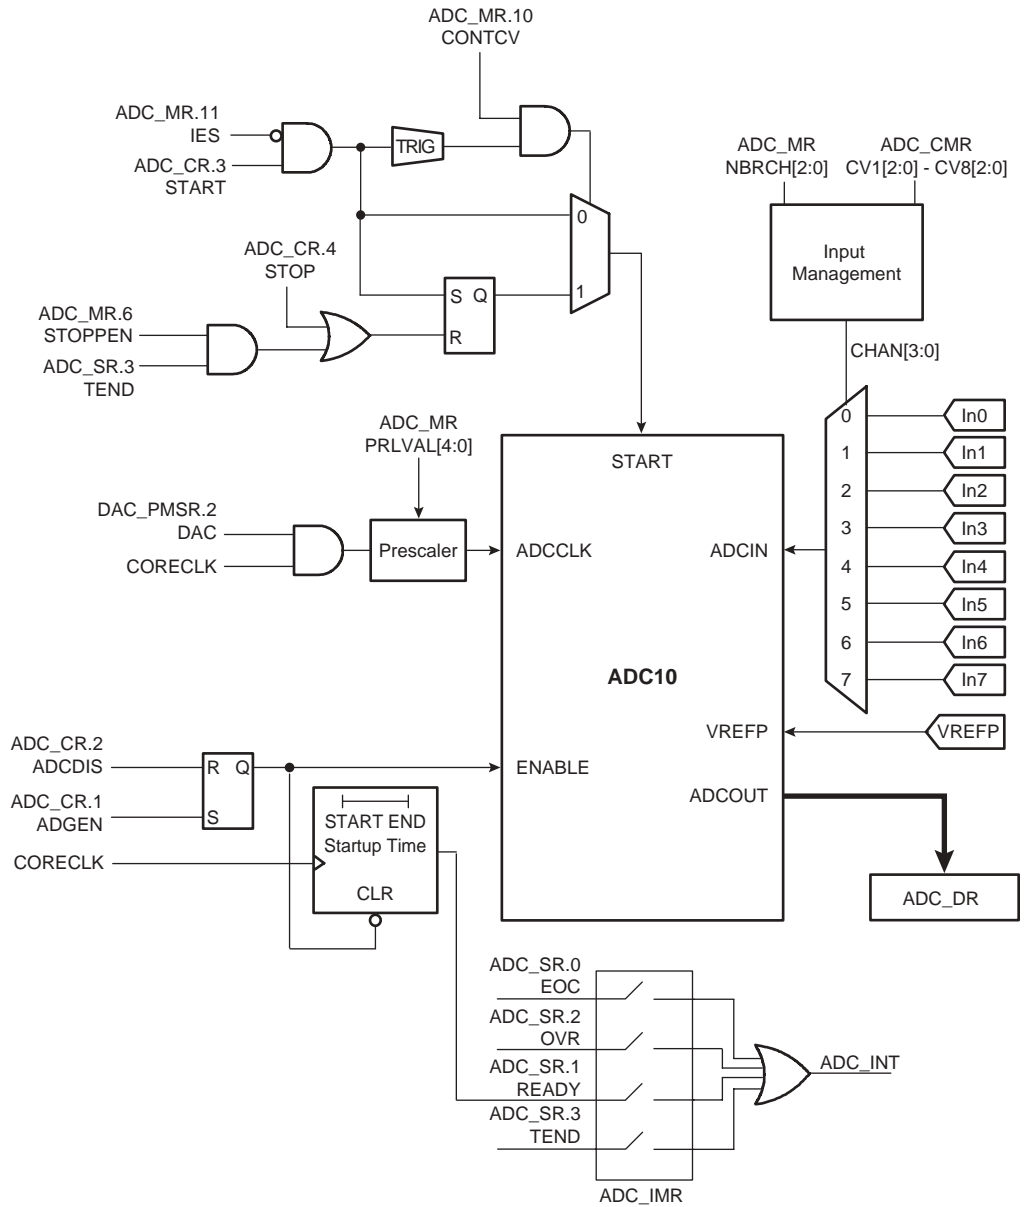 ADC_MR.10
CONTCV
ADC_MR.11
IES
ADC_CR.3
START
TRIG
ADC_MR
NBRCH[2:0]
ADC_CMR
CV1[2:0] - CV8[2:0]
0
1
Input
Management
ADC_CR.4
STOP
S Q
R
ADC_MR.6
STOPPEN
ADC_SR.3
TEND
CHAN[3:0]
0
1
2
3
4
5
6
7
In0
In1
In2
In3
In4
In5
In6
In7
ADC_MR
PRLVAL[4:0]
DAC_PMSR.2
DAC
CORECLK
Prescaler
START
ADCCLK
ADCIN
ADC10
VREFP
VREFP
ENABLE
ADCOUT
ADC_DR
ADC_CR.2
ADCDIS
ADC_CR.1
ADGEN
R Q
S
CORECLK
START END
Startup Time
CLR
ADC_SR.0
EOC
ADC_SR.2
OVR
ADC_SR.1
READY
ADC_SR.3
TEND
ADC_INT
ADC_IMR